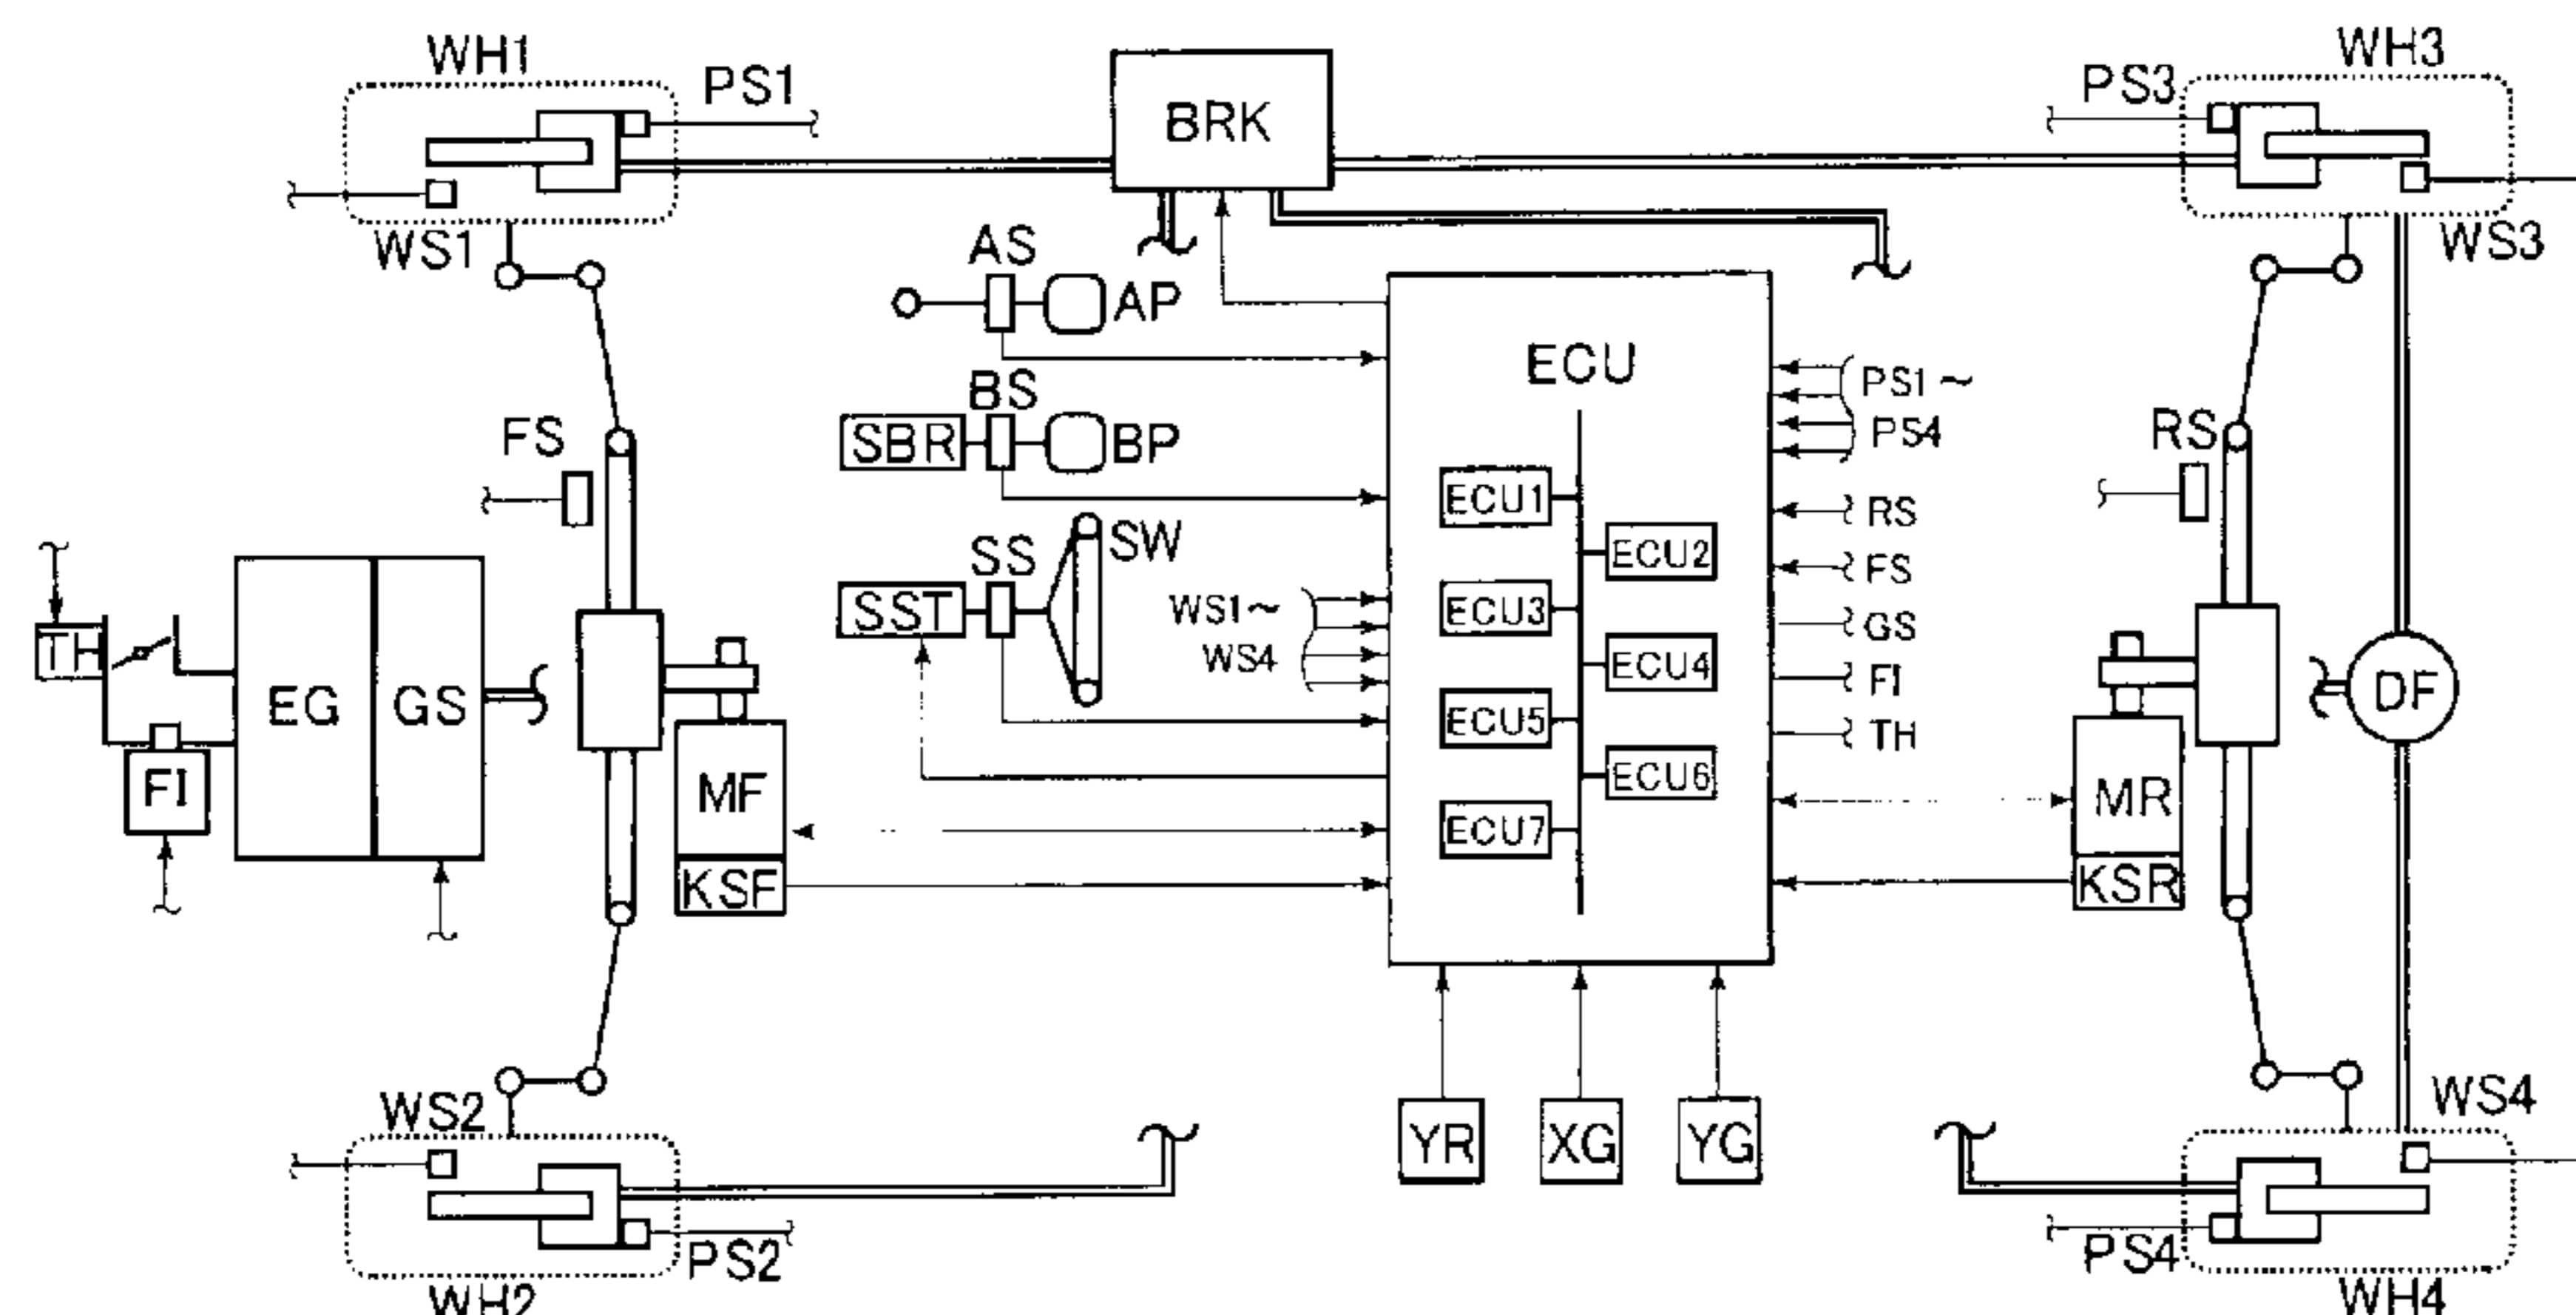 WH1
PS1
BRK
PS3
WH3
WS1
AS
AP
WS3
ECU
BS
PS1~
FS
SBR
BP
PS4
RS
ECU1
RS
SS
SW
ECU2
FS
TH
SST
WS1~
ECU3
GS
WS4
ECU4
FI
EG
GS
ECU5
TH
DF
FI
MF
ECU6
MR
ECU7
KSF
KSR
WS2
YR
XG
YG
WS4
PS2
PS4
WH2
WH4